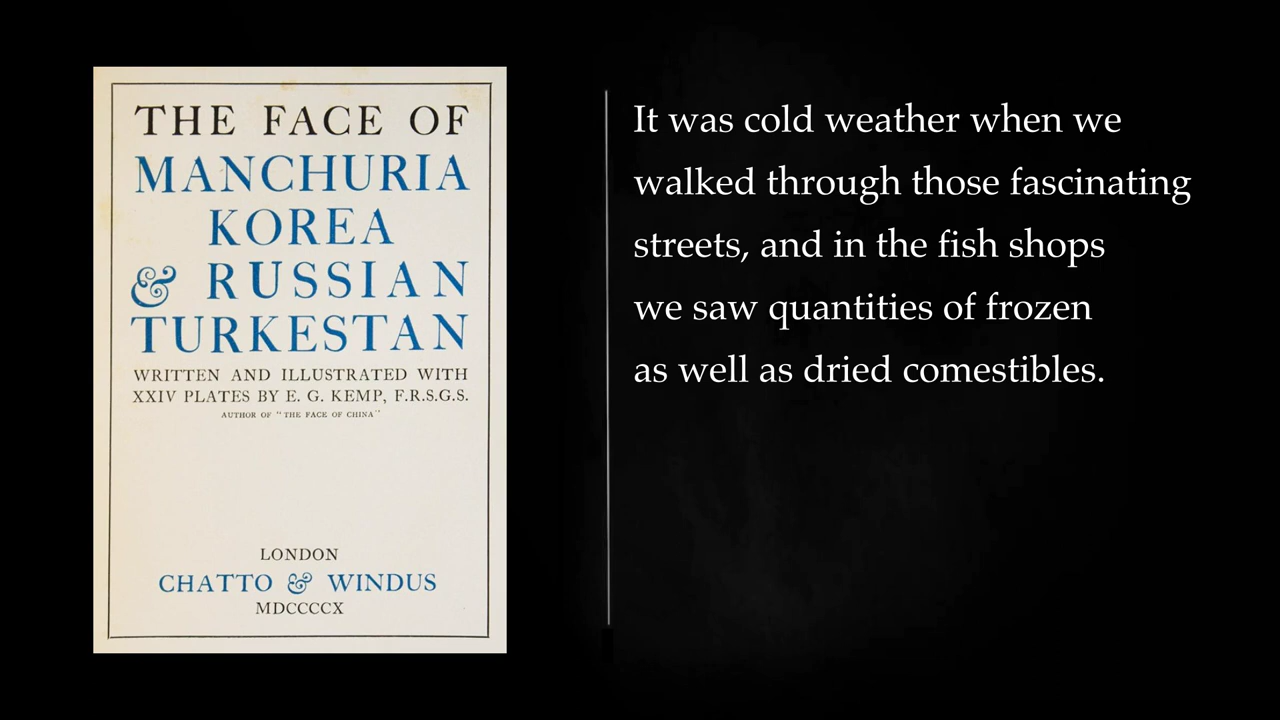 THE FACE OF
MANCHURIA
KOREA
& RUSSIAN
TURKESTAN
WRITTEN AND ILLUSTRATED WITH
XXIV PLATES BY E. G. KEMP, F.R.S.G.S.
AUTHOR OF "THE FACE OF CHINA"
LONDON
CHATTO & WINDUS
MDCCCCX
It was cold weather when we
walked through those fascinating
streets, and in the fish shops
we saw quantities of frozen
as well as dried comestibles.